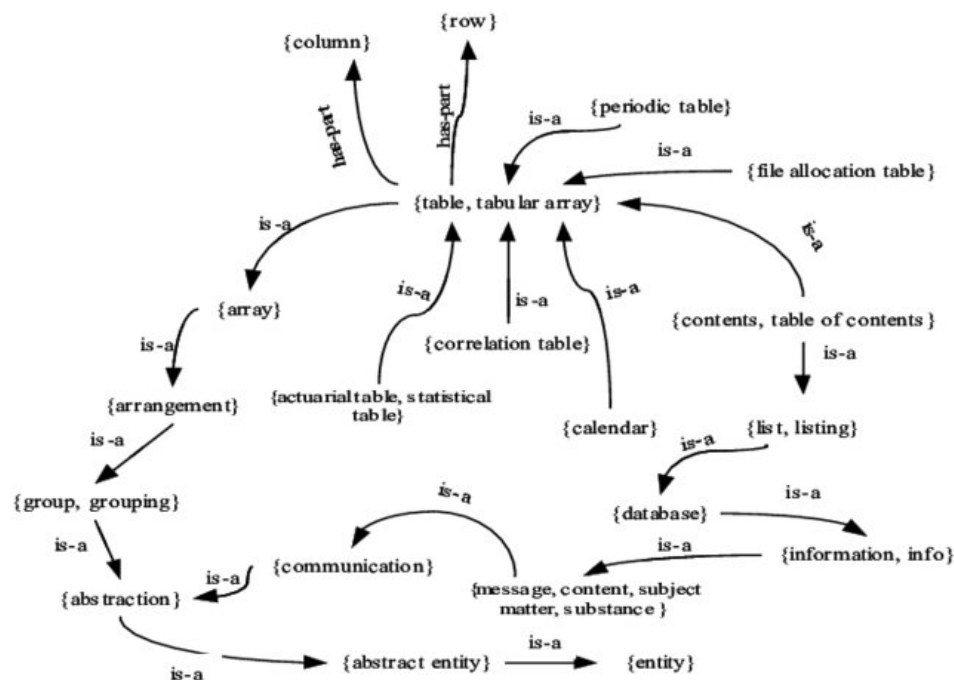 {row}
{column}
has-part
has-part
is-a
{periodic table}
is-a
{file allocation table}
{table, tabular array}
is-a
is-a
is-a
is-a
is-a
{array}
{contents, table of contents }
{correlation table}
is-a
is-a
{actuarial table, statistical
table}
{arrangement}
{calendar}
{list, listing}
is-a
is-a
{group, grouping}
is-a
is-a
{database}
is-a
is-a
{information, info}
{communication}
is-a
{message, content, subject
matter, substance }
{abstraction}
is-a
{abstract entity}
is-a
{entity}